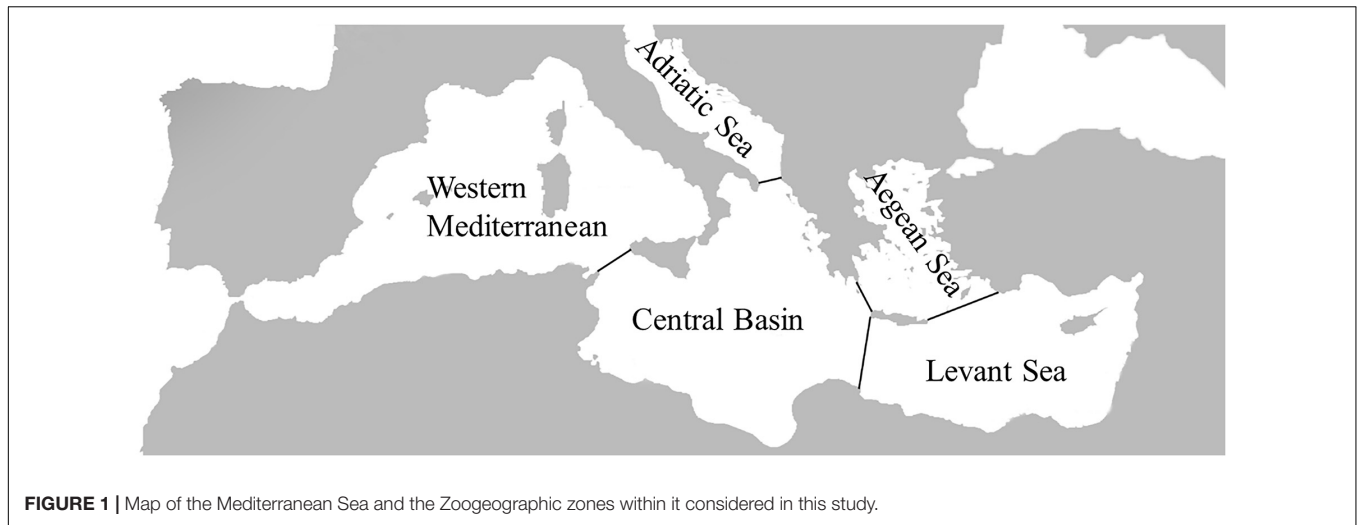 Adriatic Sea
Western
Mediterranean
Aegean Sea
Central Basin
Levant Sea
FIGURE 1 | Map of the Mediterranean Sea and the Zoogeographic zones within it considered in this study.